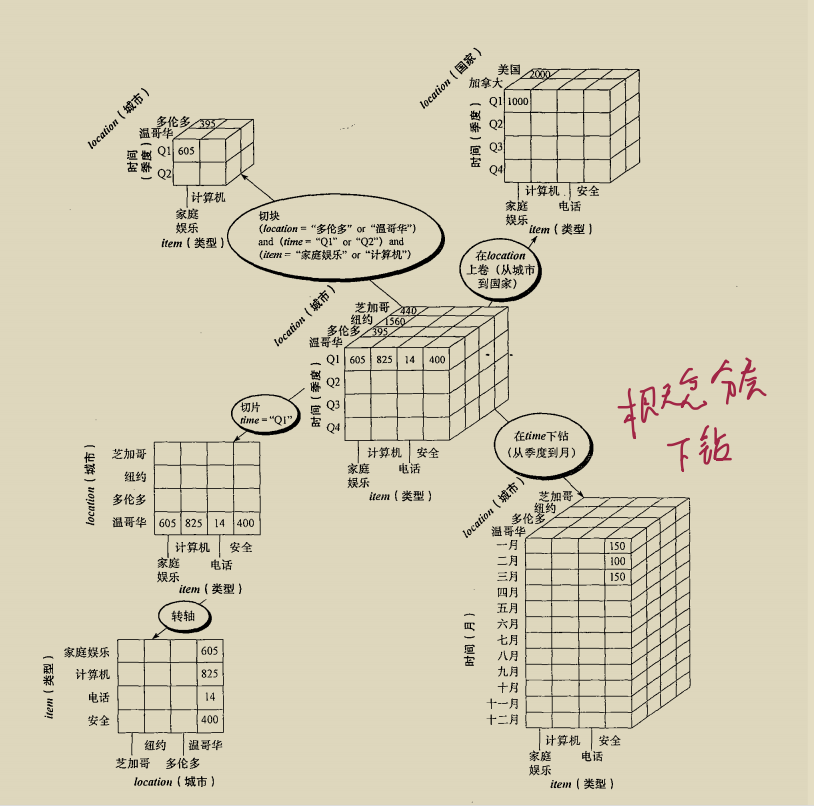 location（城市）
多伦多 395
温哥华
时间（季度）
Q1 605
Q2
计算机
家庭娱乐
item（类型）
location（国家）
美国 2000
加拿大
时间（季度）
Q1 1000
Q2
Q3
Q4
计算机 安全
家庭娱乐 电话
item（类型）
切块
(location = “多伦多” or “温哥华”)
and (time = “Q1” or “Q2”) and
(item = “家庭娱乐” or “计算机”)
在location
上卷（从城市
到国家）
location（城市）
芝加哥 440
纽约 1560
多伦多 395
温哥华
时间（季度）
Q1 605 825 14 400
Q2
Q3
Q4
计算机 安全
家庭娱乐 电话
item（类型）
切片
time = “Q1”
在time下钻
（从季度到月）
概念分层
下钻
location（城市）
芝加哥
纽约
多伦多
温哥华 605 825 14 400
计算机 安全
家庭娱乐 电话
item（类型）
转轴
item（类型）
家庭娱乐 605
计算机 825
电话 14
安全 400
纽约 温哥华
芝加哥 多伦多
location（城市）
location（城市）
芝加哥
纽约
多伦多
温哥华
时间（月）
一月 150
二月 100
三月 150
四月
五月
六月
七月
八月
九月
十月
十一月
十二月
计算机 安全
家庭娱乐 电话
item（类型）